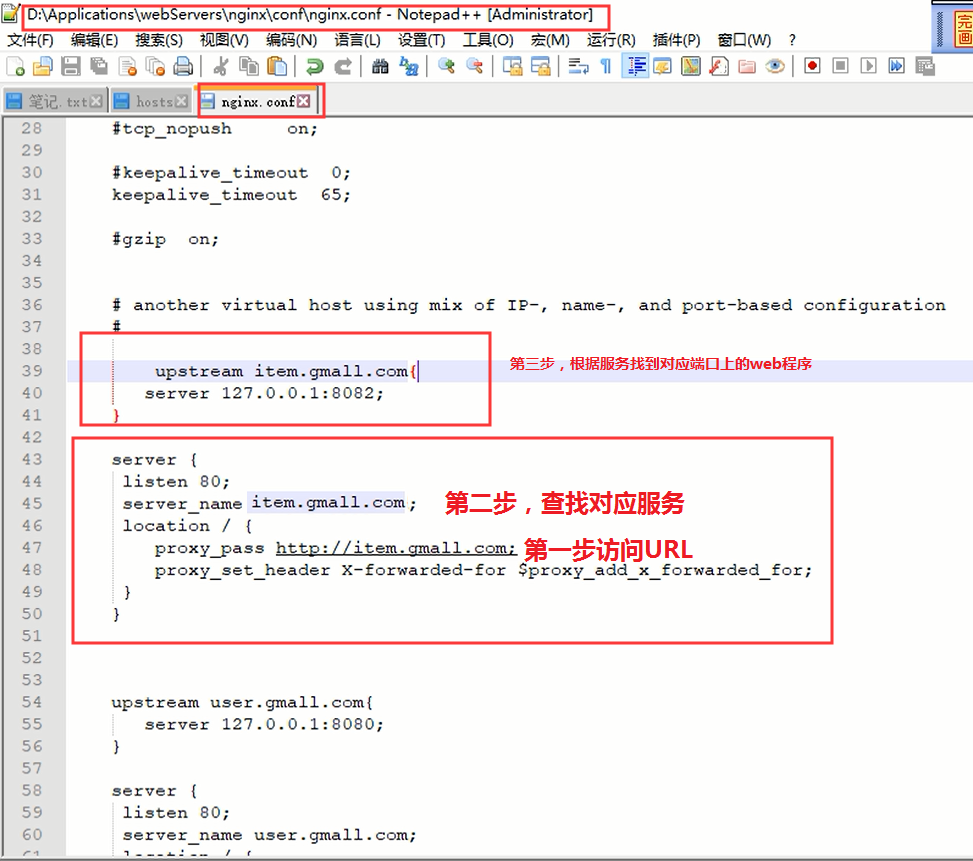 D:\Applications\webServers\nginx\conf\nginx.conf - Notepad++ [Administrator]
文件(F) 编辑(E) 搜索(S) 视图(V) 编码(N) 语言(L) 设置(T) 工具(O) 宏(M) 运行(R) 插件(P) 窗口(W) ?
完
画
笔记.txt hosts nginx.conf
28 #tcp_nopush on;
29
30 #keepalive_timeout 0;
31 keepalive_timeout 65;
32
33 #gzip on;
34
35
36 # another virtual host using mix of IP-, name-, and port-based configuration
37 #
38
39 upstream item.gmall.com{ 第三步，根据服务找到对应端口上的web程序
40 server 127.0.0.1:8082;
41 }
42
43 server {
44 listen 80;
45 server_name item.gmall.com; 第二步，查找对应服务
46 location / {
47 proxy_pass http://item.gmall.com; 第一步访问URL
48 proxy_set_header X-forwarded-for $proxy_add_x_forwarded_for;
49 }
50 }
51
52
53
54 upstream user.gmall.com{
55 server 127.0.0.1:8080;
56 }
57
58 server {
59 listen 80;
60 server_name user.gmall.com;
61 location / {